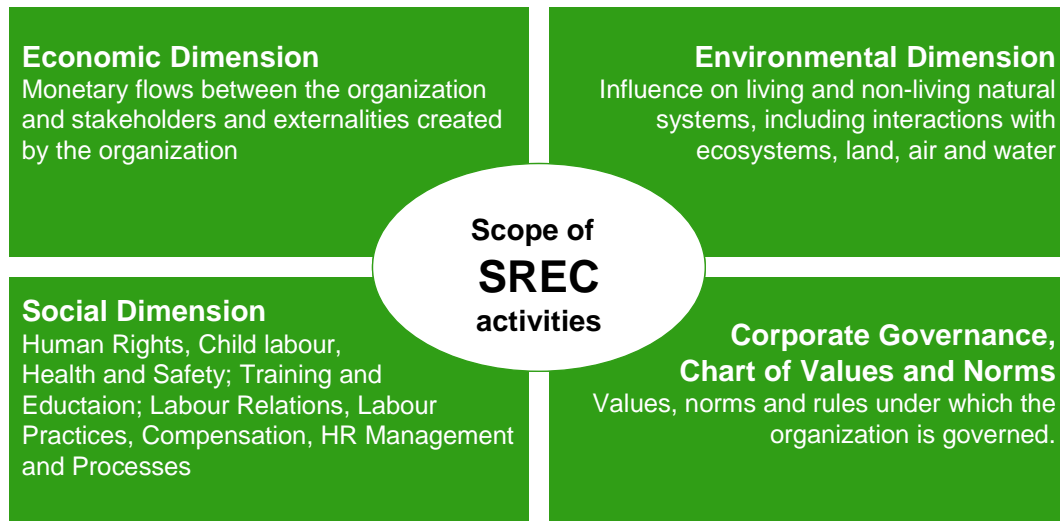 Economic Dimension
Monetary flows between the organization
and stakeholders and externalities created
by the organization
Environmental Dimension
Influence on living and non-living natural
systems, including interactions with
ecosystems, land, air and water
Scope of
SREC
activities
Social Dimension
Human Rights, Child labour,
Health and Safety; Training and
Eductaion; Labour Relations, Labour
Practices, Compensation, HR Management
and Processes
Corporate Governance,
Chart of Values and Norms
Values, norms and rules under which the
organization is governed.